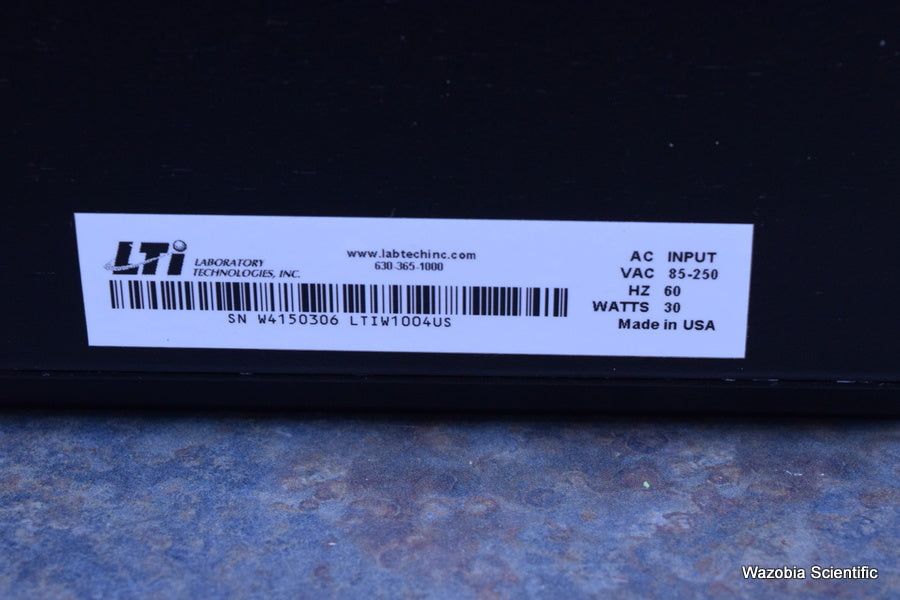 LTi
LABORATORY
TECHNOLOGIES, INC.
www.labtechinc.com
630-365-1000
SN W4150306 LTIW1004US
AC INPUT
VAC 85-250
HZ 60
WATTS 30
Made in USA
Wazobia Scientific